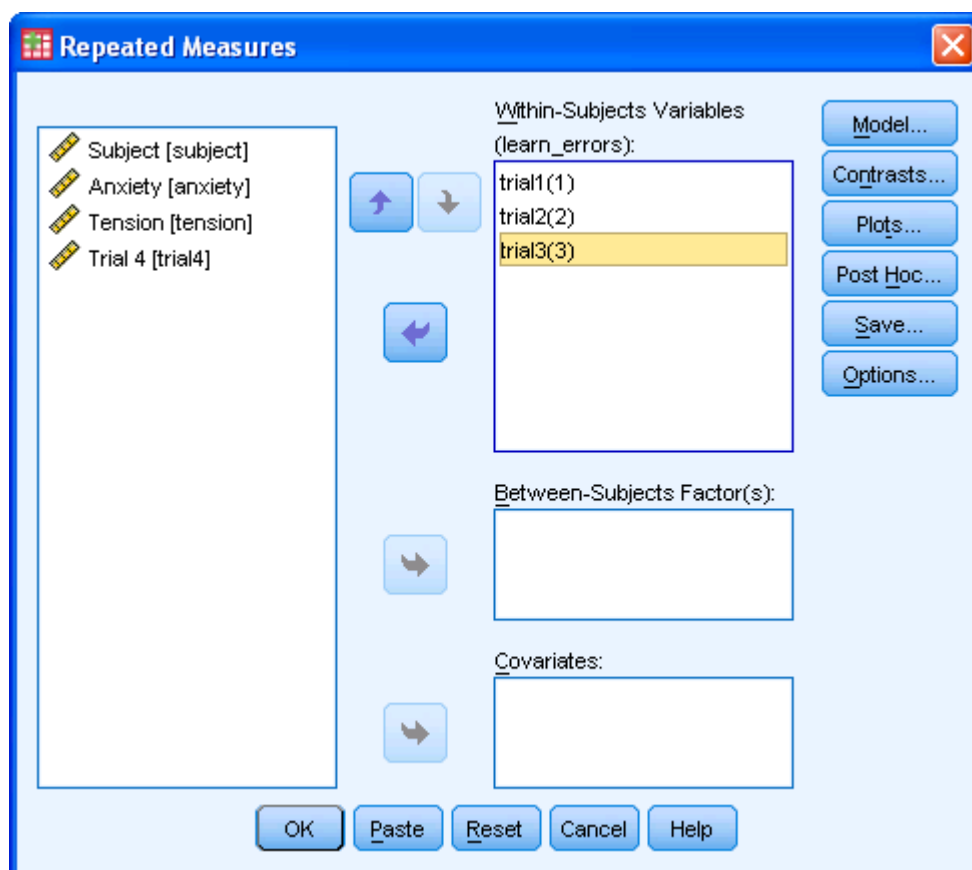 Repeated Measures
Subject [subject]
Anxiety [anxiety]
Tension [tension]
Trial 4 [trial4]
Within-Subjects Variables
(learn_errors):
trial1(1)
trial2(2)
trial3(3)
Between-Subjects Factor(s):
Covariates:
Model...
Contrasts...
Plots...
Post Hoc...
Save...
Options...
OK
Paste
Reset
Cancel
Help